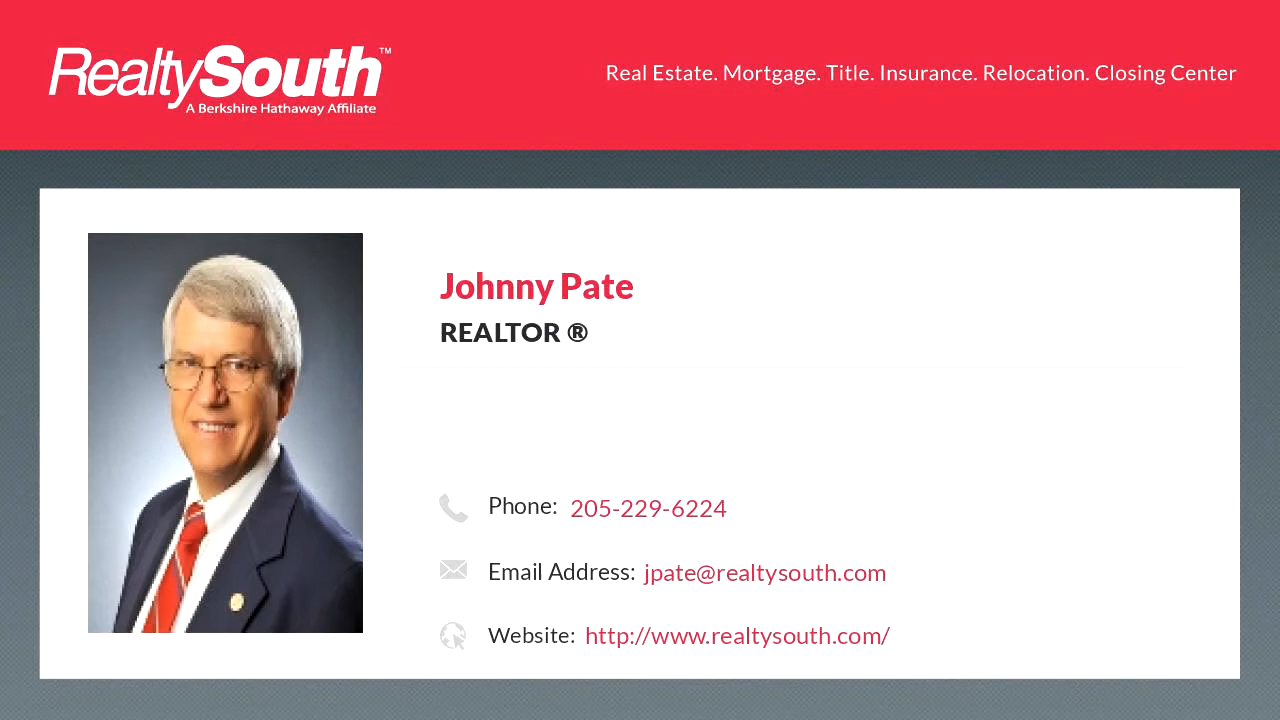 RealtySouth™
A Berkshire Hathaway Affiliate
Real Estate. Mortgage. Title. Insurance. Relocation. Closing Center
Johnny Pate
REALTOR ®
Phone: 205-229-6224
Email Address: jpate@realtysouth.com
Website: http://www.realtysouth.com/